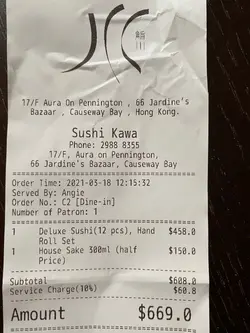 17/F Aura On Pennington , 66 Jardine's
Bazaar , Causeway Bay , Hong Kong.
Sushi Kawa
Phone: 2988 8355
17/F, Aura on Pennington,
66 Jardine's Bazaar, Causeway Bay
Order Time: 2021-03-18 12:15:32
Served By: Angie
Order No.: C2 [Dine-in]
Number of Patron: 1
1 Deluxe Sushi(12 pcs), Hand $458.0
Roll Set
1 House Sake 300ml (half $150.0
Price)
Subtotal $608.0
Service Charge(10%) $60.8
Amount $669.0